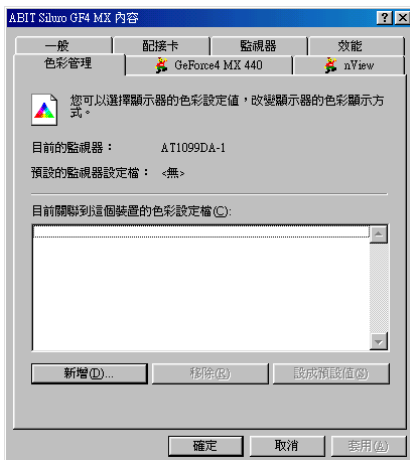 ABIT Siluro GF4 MX 內容
一般 配接卡 監視器 效能
色彩管理 GeForce4 MX 440 nView
您可以選擇顯示器的色彩設定值，改變顯示器的色彩顯示方
式。
目前的監視器： AT1099DA-1
預設的監視器設定檔： <無>
目前關聯到這個裝置的色彩設定檔(C):
新增(D)... 移除(R) 設成預設值(S)
確定 取消 套用(A)